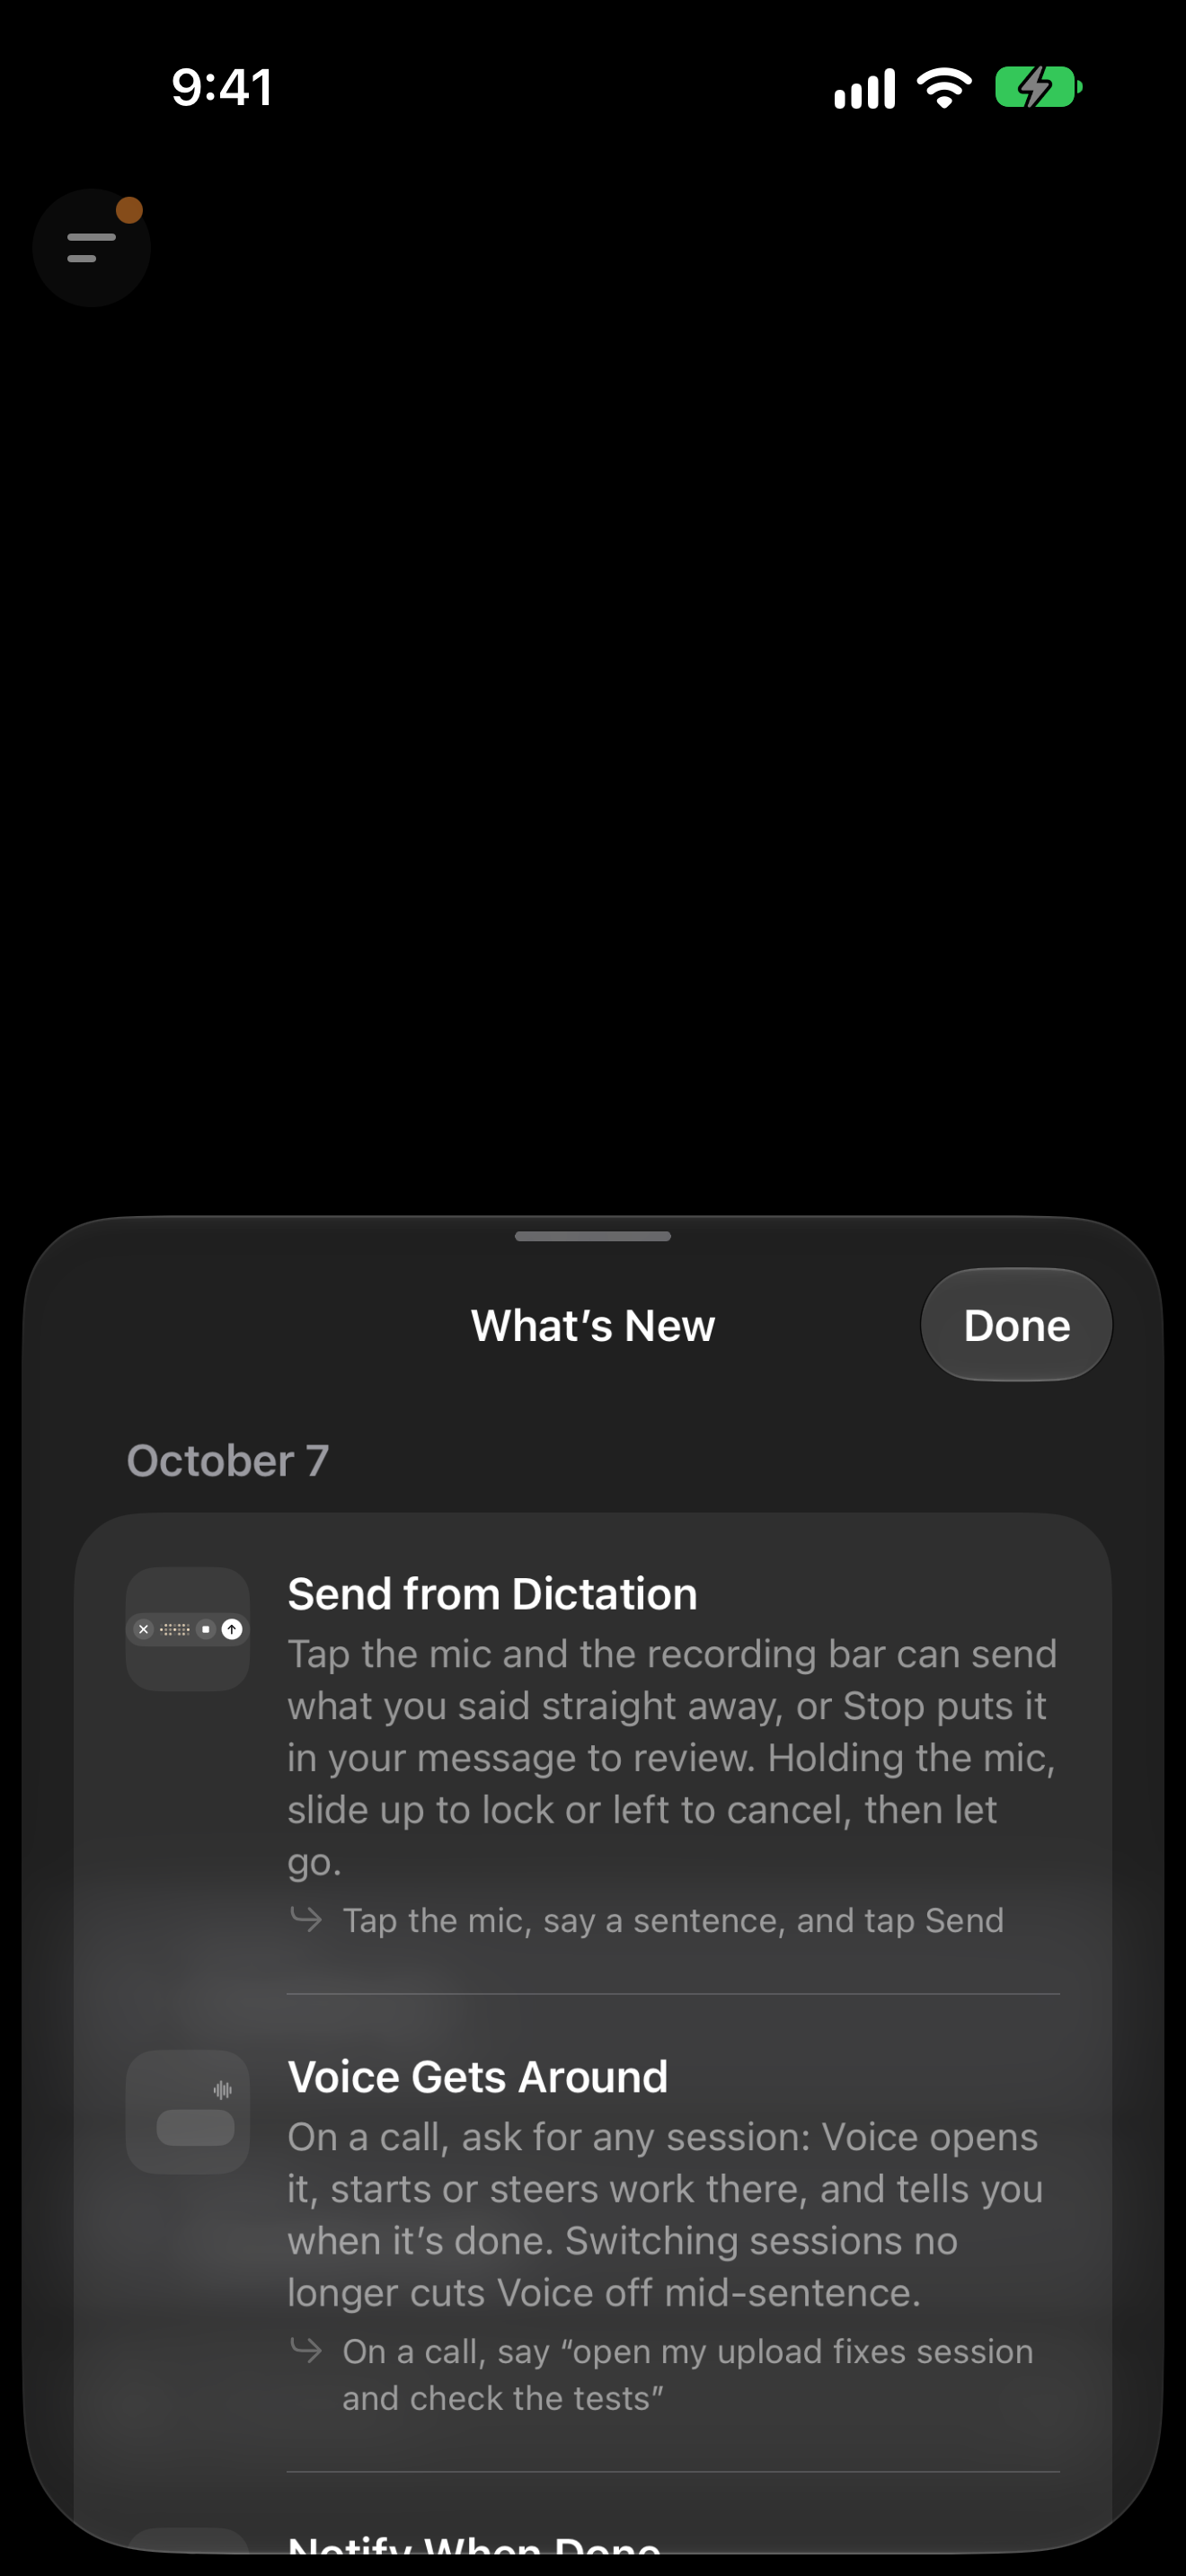 9:41
What’s New
Done
October 7
Send from Dictation
Tap the mic and the recording bar can send
what you said straight away, or Stop puts it
in your message to review. Holding the mic,
slide up to lock or left to cancel, then let
go.
Tap the mic, say a sentence, and tap Send
Voice Gets Around
On a call, ask for any session: Voice opens
it, starts or steers work there, and tells you
when it’s done. Switching sessions no
longer cuts Voice off mid-sentence.
On a call, say “open my upload fixes session
and check the tests”
Notify When Done